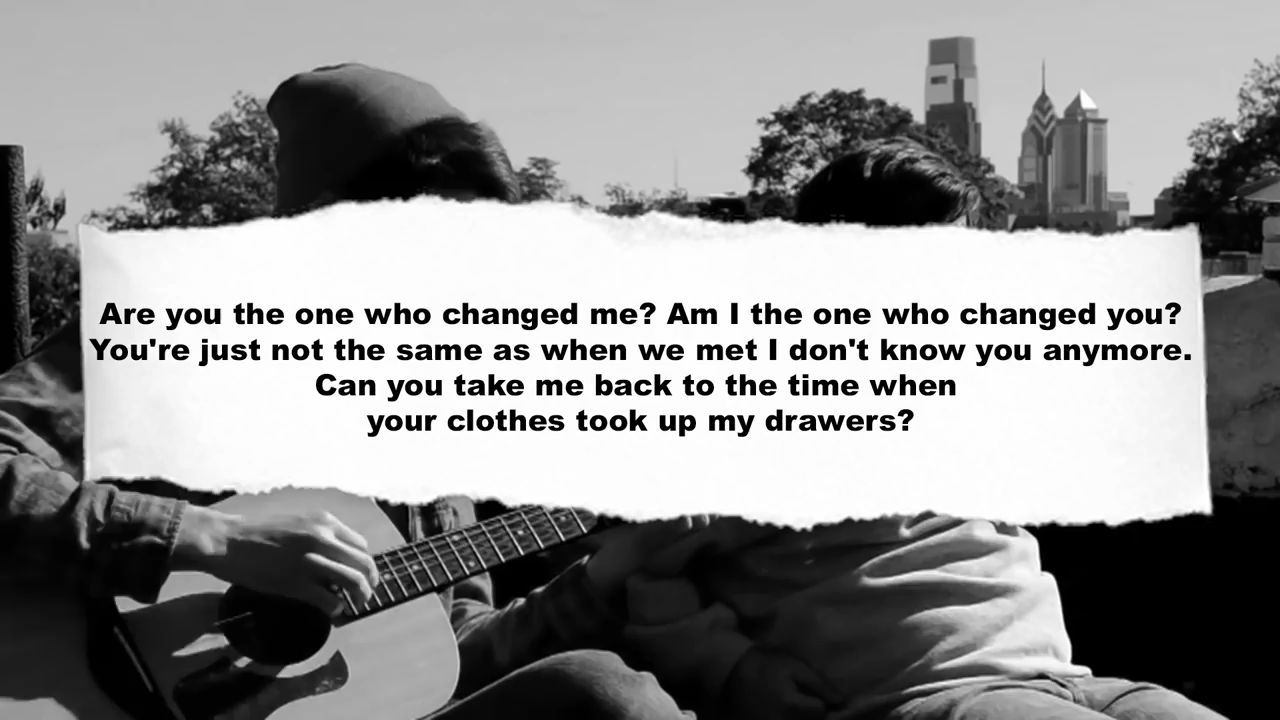 Are you the one who changed me? Am I the one who changed you?
You're just not the same as when we met I don't know you anymore.
Can you take me back to the time when
your clothes took up my drawers?